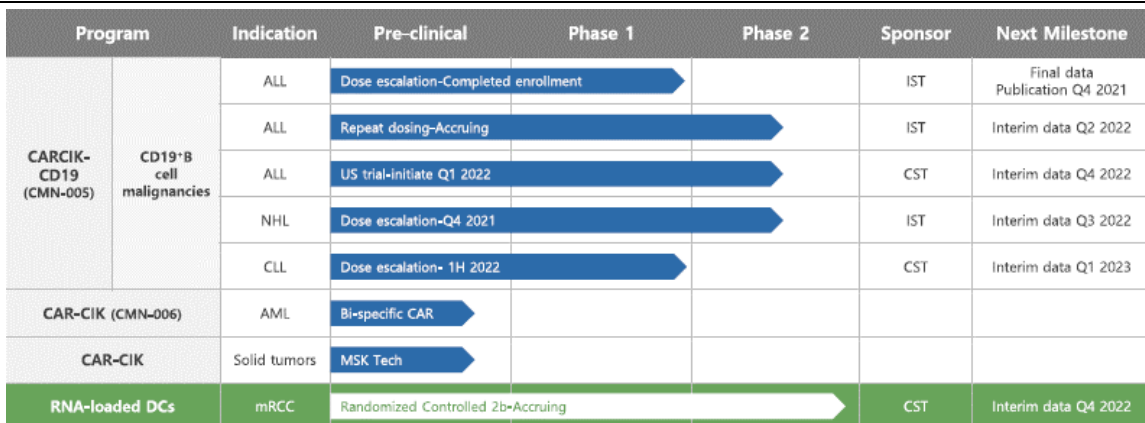 Program Indication Pre-clinical Phase 1 Phase 2 Sponsor Next Milestone
CARCIK-
CD19
(CMN-005)
CD19+B
cell
malignancies
ALL Dose escalation-Completed enrollment IST Final data
Publication Q4 2021
ALL Repeat dosing-Accruing IST Interim data Q2 2022
ALL US trial-initiate Q1 2022 CST Interim data Q4 2022
NHL Dose escalation-Q4 2021 IST Interim data Q3 2022
CLL Dose escalation- 1H 2022 CST Interim data Q1 2023
CAR-CIK (CMN-006) AML Bi-specific CAR
CAR-CIK Solid tumors MSK Tech
RNA-loaded DCs mRCC Randomized Controlled 2b-Accruing CST Interim data Q4 2022